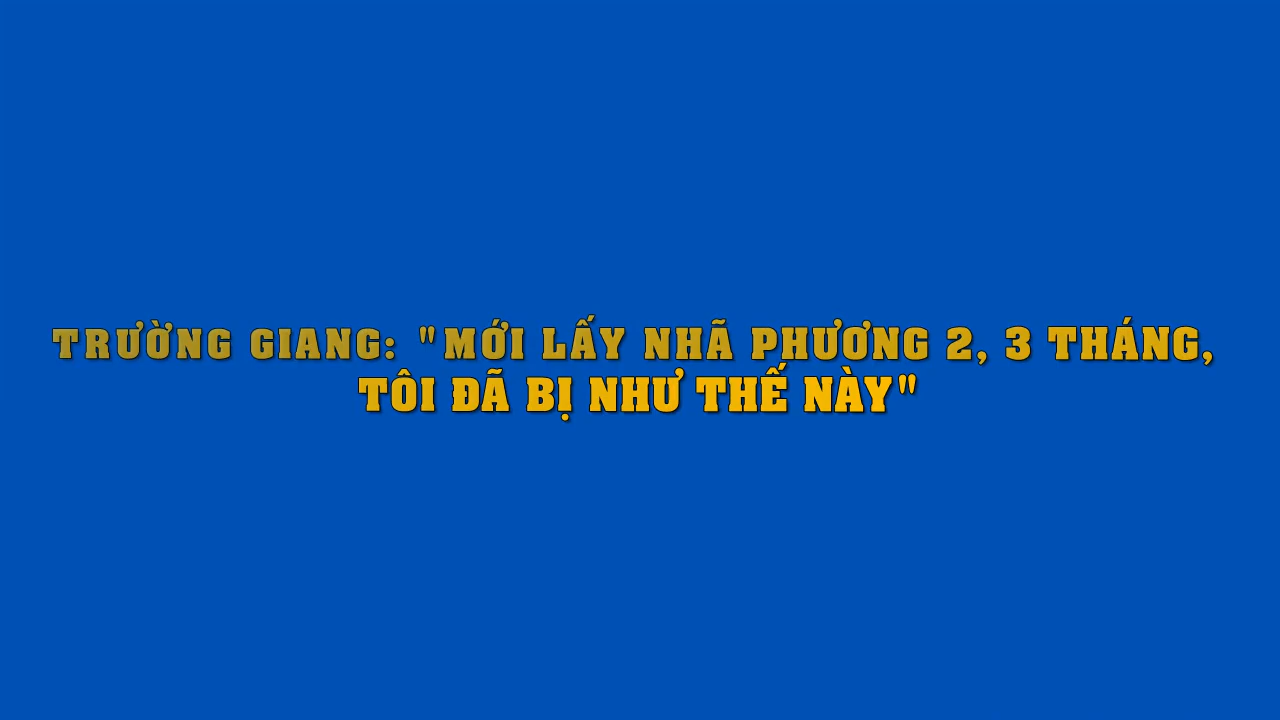 TRƯỜNG GIANG: "MỚI LẤY NHÃ PHƯƠNG 2, 3 THÁNG,
TÔI ĐÃ BỊ NHƯ THẾ NÀY"